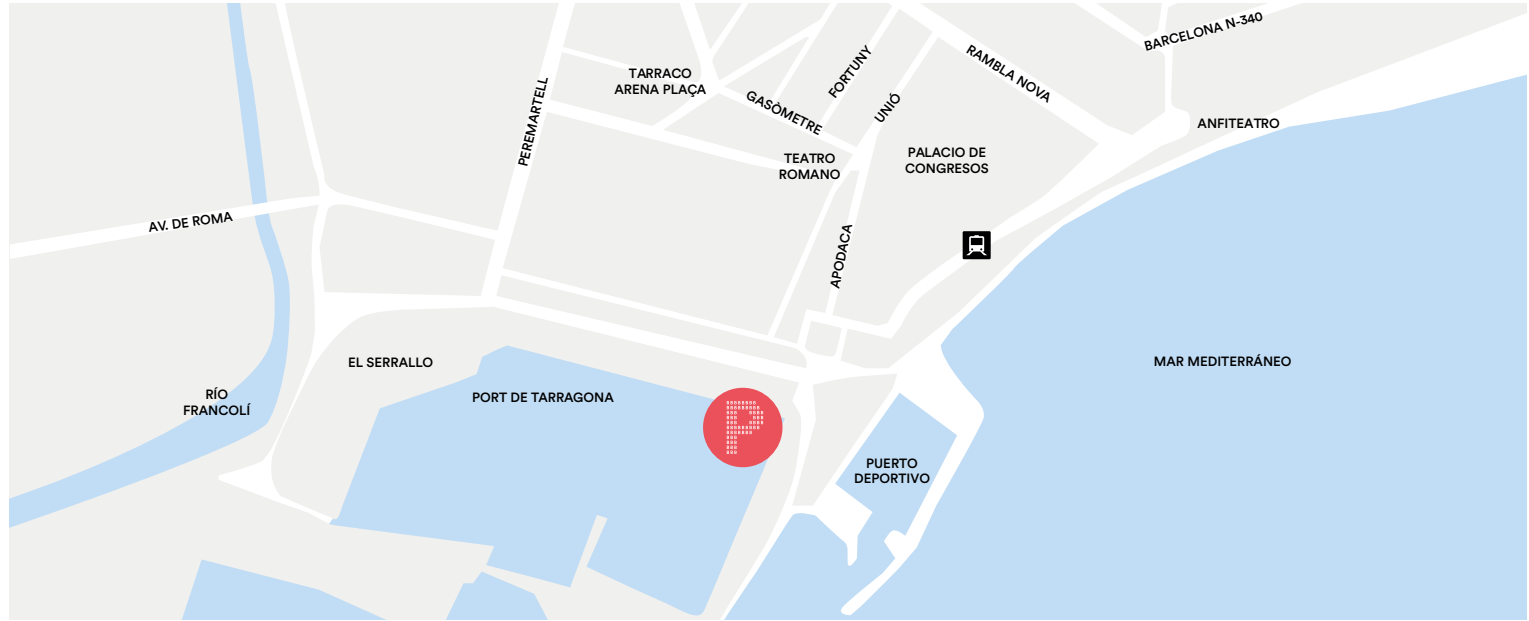 BARCELONA N-340
RAMBLA NOVA
FORTUNY
TARRACO
ARENA PLAÇA
GASÒMETRE
UNIÓ
PEREMARTELL
ANFITEATRO
TEATRO
ROMANO
PALACIO DE
CONGRESOS
AV. DE ROMA
APODACA
EL SERRALLO
MAR MEDITERRÁNEO
RÍO
FRANCOLÍ
PORT DE TARRAGONA
P
PUERTO
DEPORTIVO